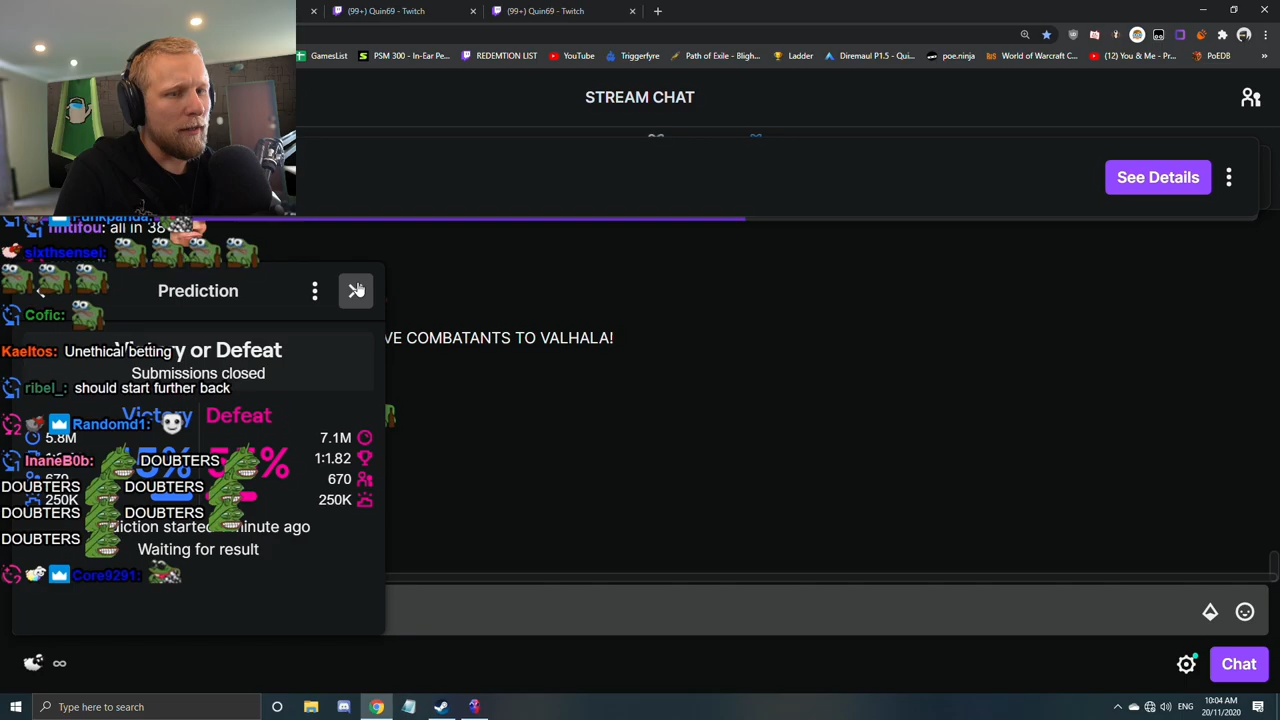 (99+) Quin69 - Twitch
(99+) Quin69 - Twitch
GamesList
PSM 300 - In-Ear Pe...
REDEMTION LIST
YouTube
Triggerfyre
Path of Exile - Bligh...
Ladder
Diremaul P1.5 - Qui...
poe.ninja
World of Warcraft C...
(12) You & Me - Pr...
PoEDB
STREAM CHAT
See Details
Funkpanda:
all in 38
sixthsensei:
Prediction
Cofic:
VE COMBATANTS TO VALHALA!
Kaeltos: Unethical betting
Victory or Defeat
Submissions closed
ribel_: should start further back
Victory
Defeat
Randomd1:
5.8M
7.1M
InaneB0b: DOUBTERS
1:1.82
DOUBTERS DOUBTERS
670
670
DOUBTERS DOUBTERS
250K
250K
DOUBTERS
minute ago
Waiting for result
Core9291:
∞
Chat
Type here to search
ENG
10:04 AM
20/11/2020